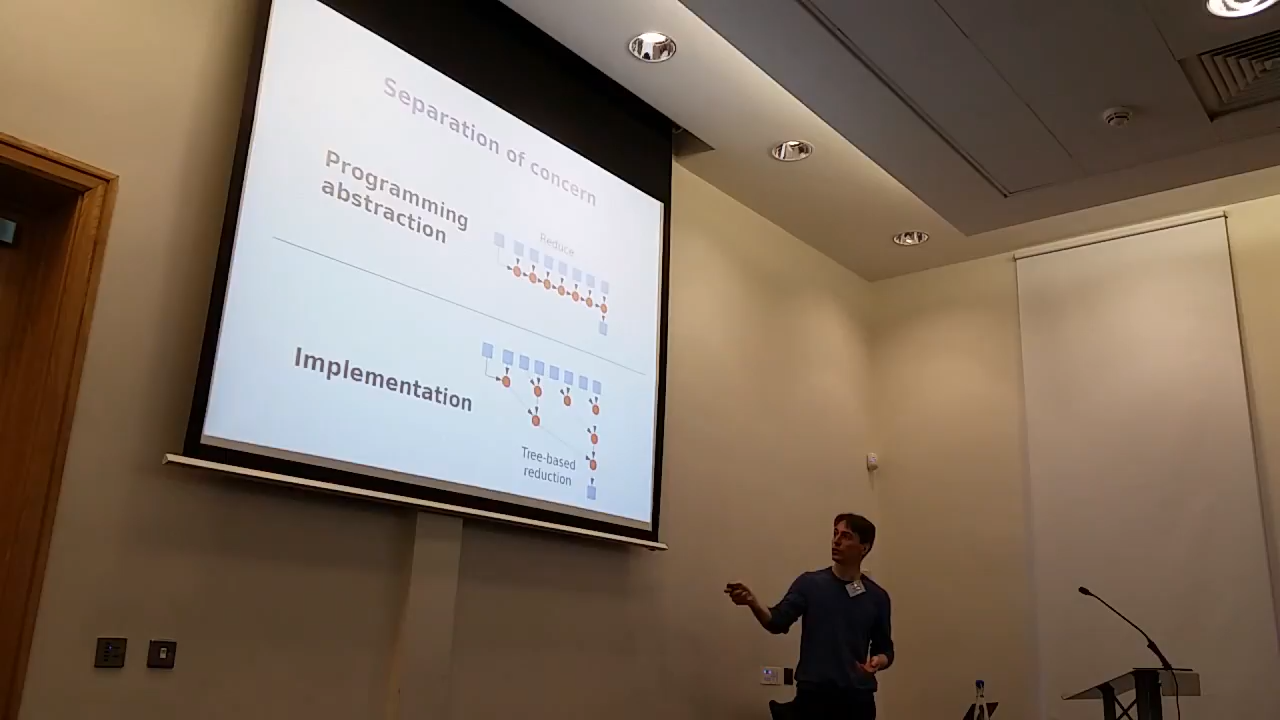 Separation of concern
Programming
abstraction
Reduce
Implementation
Tree-based
reduction